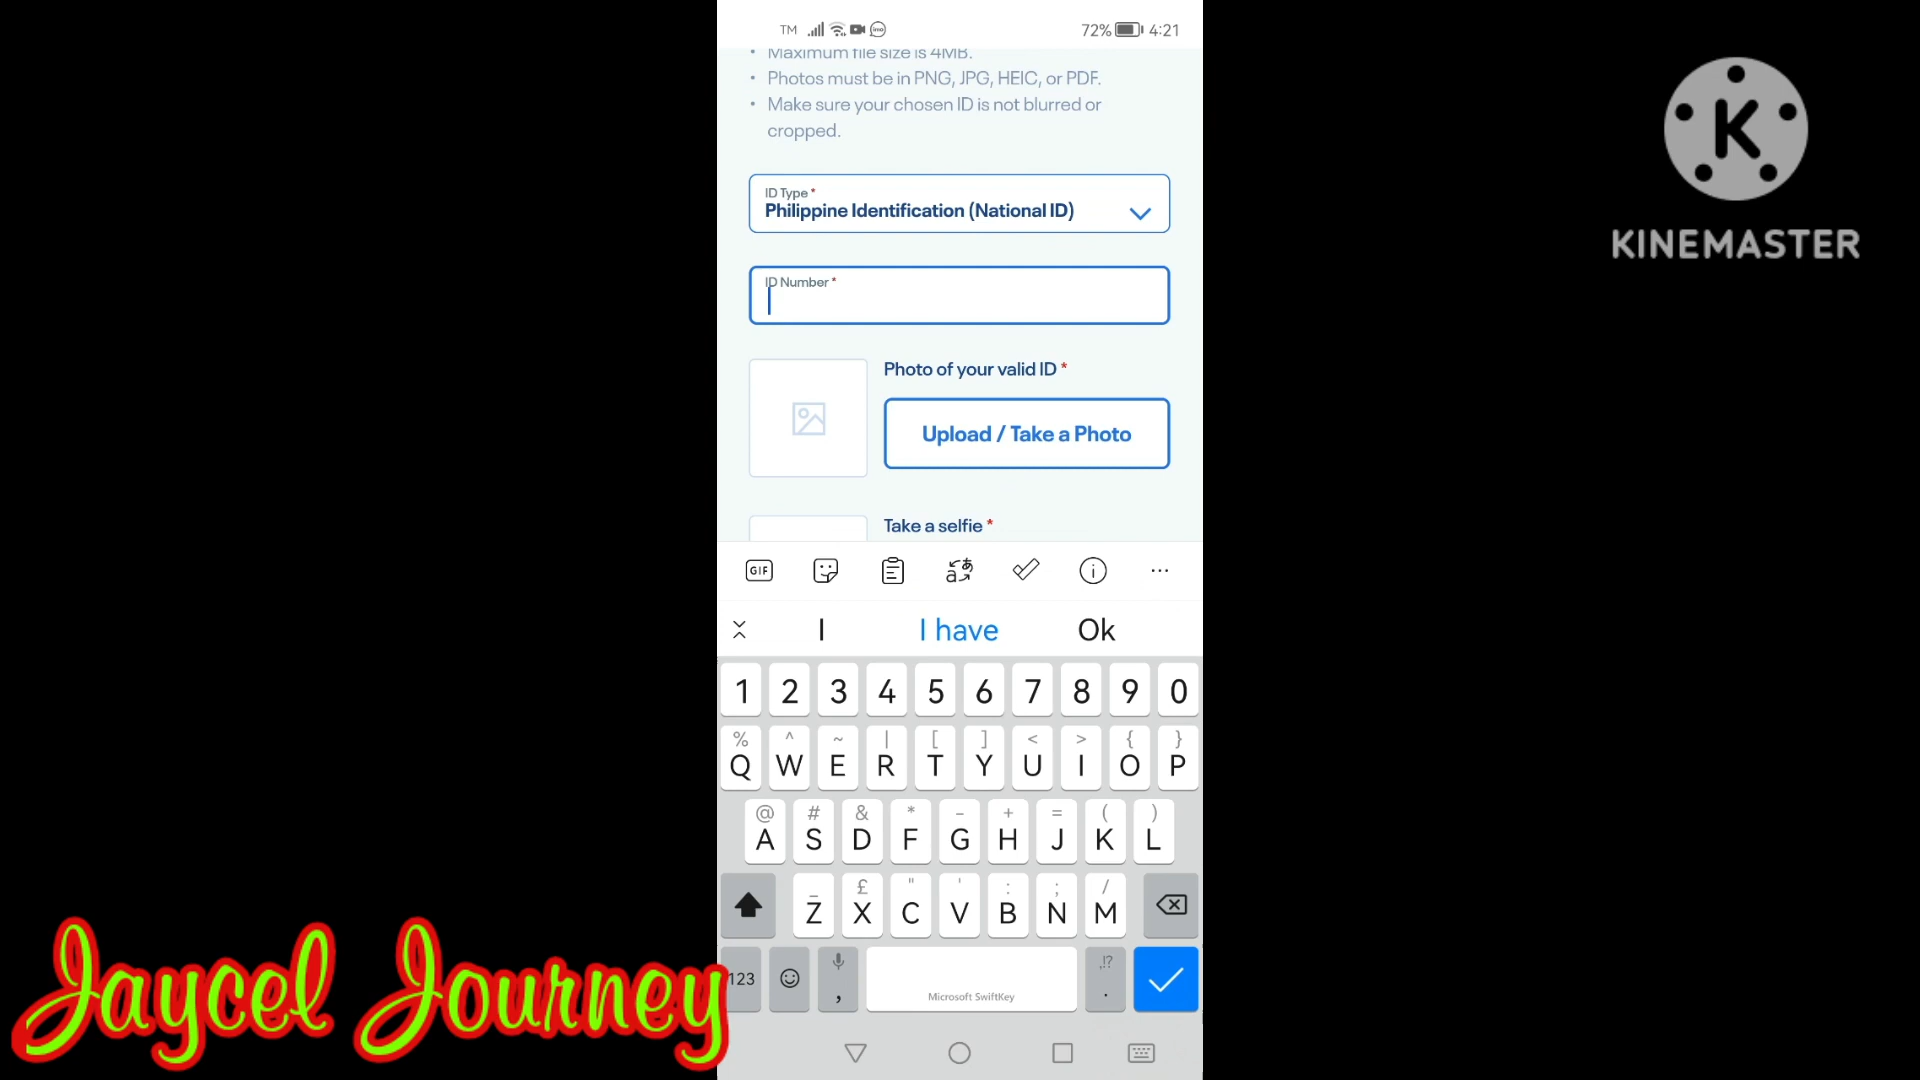 TM 72% 4:21
Maximum file size is 4MB.
• Photos must be in PNG, JPG, HEIC, or PDF.
• Make sure your chosen ID is not blurred or
cropped.
ID Type *
Philippine Identification (National ID)
ID Number *
Photo of your valid ID *
Upload / Take a Photo
Take a selfie *
GIF
I I have Ok
1 2 3 4 5 6 7 8 9 0
% ^ ~ | [ ] < > { }
Q W E R T Y U I O P
@ # & * - + = ( )
A S D F G H J K L
_ £ " ' : ; /
Z X C V B N M
123 , Microsoft SwiftKey ,!? .
K
KINEMASTER
Jaycel Journey